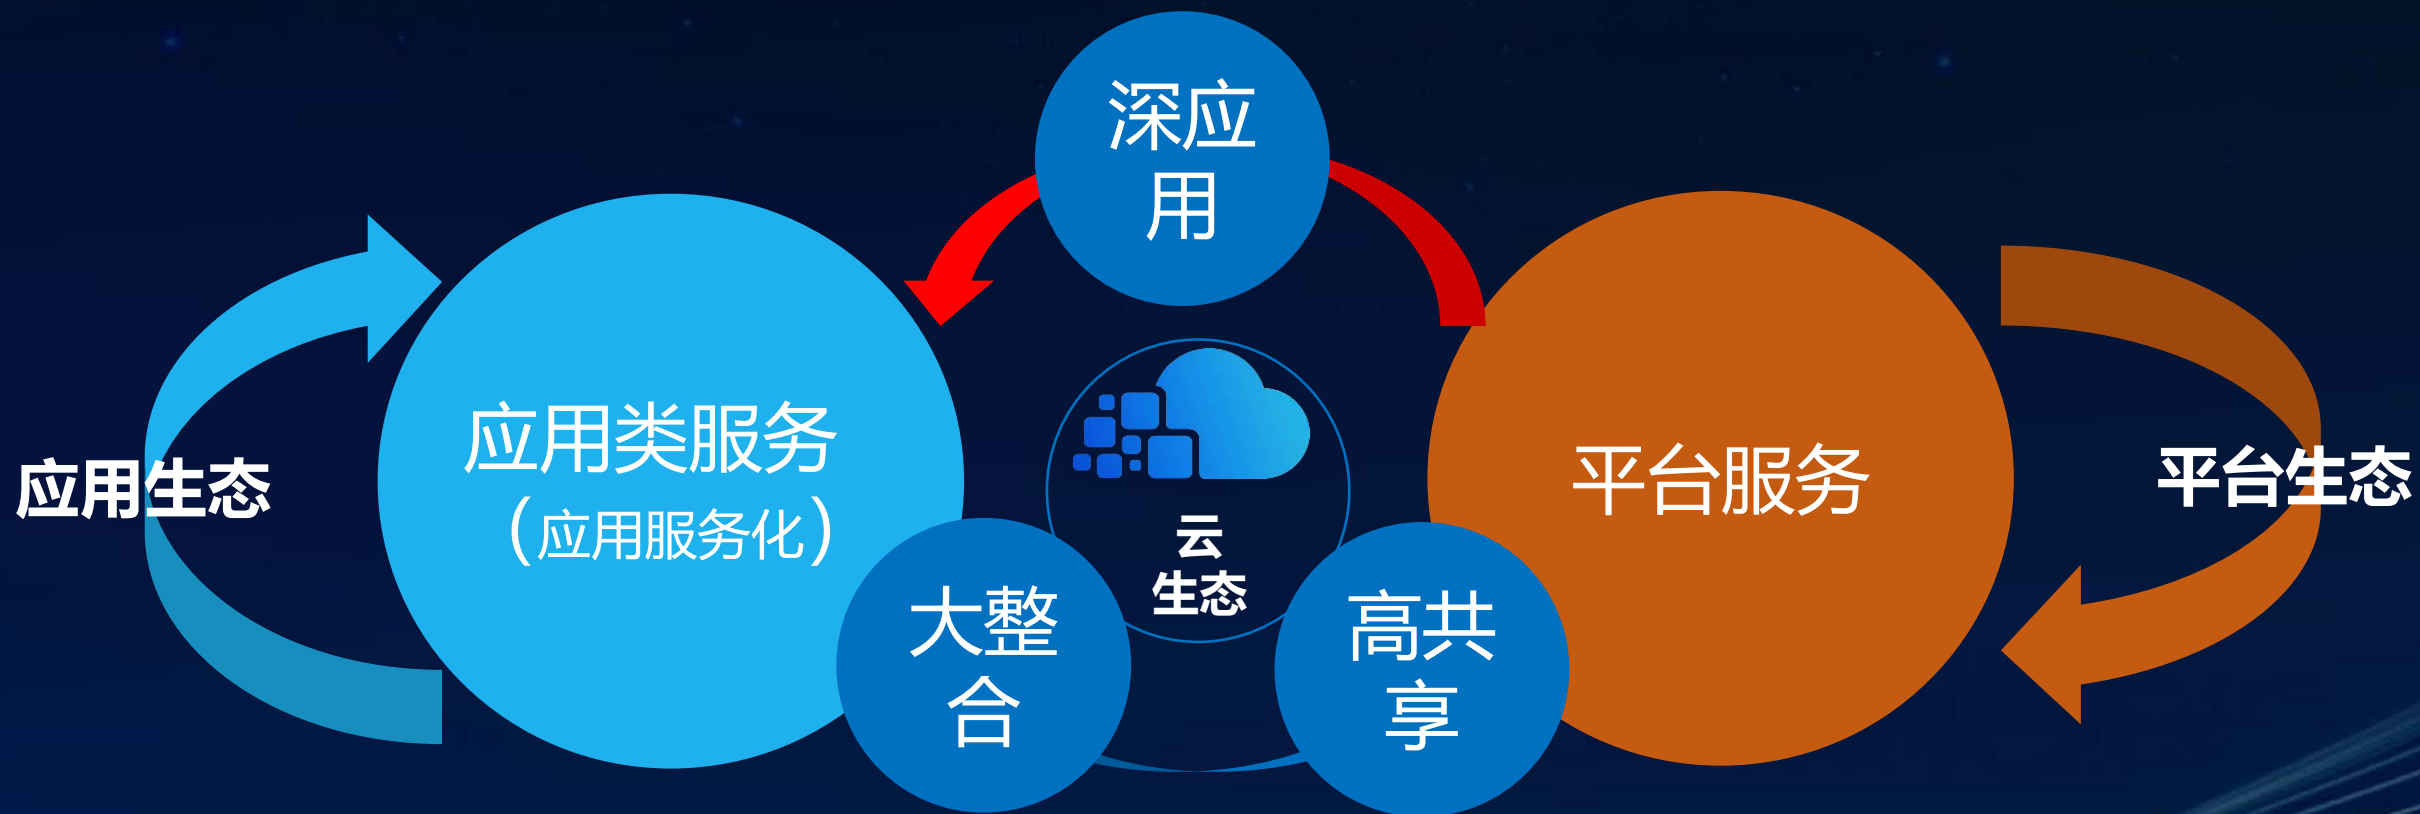 深应
用
应用生态
应用类服务
（应用服务化）
云
生态
大整
合
高共
享
平台服务
平台生态